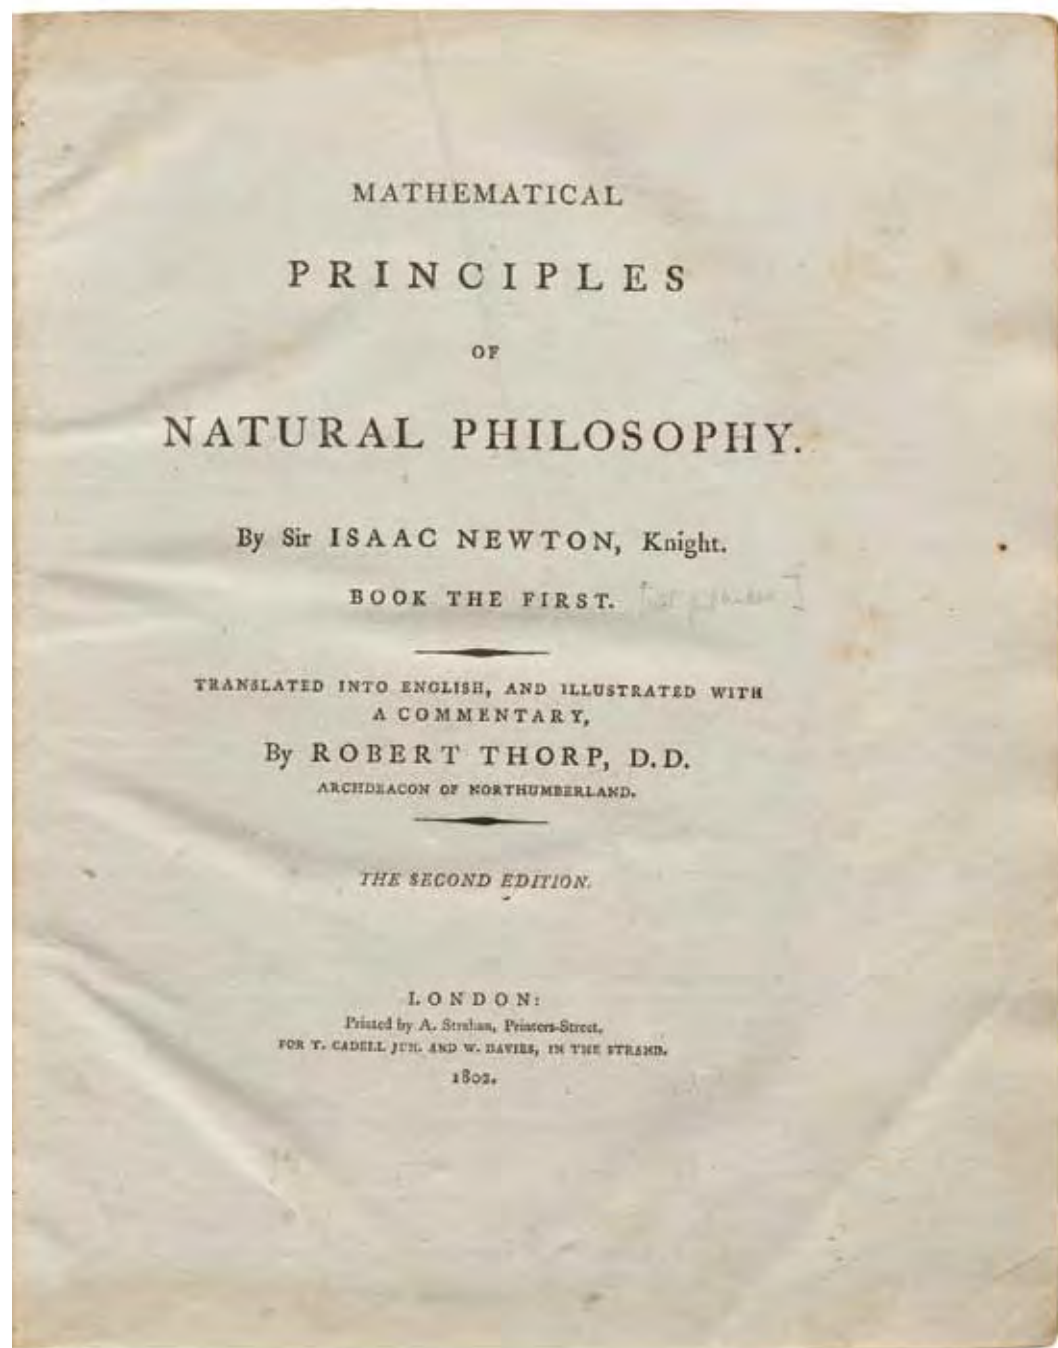 MATHEMATICAL
PRINCIPLES
OF
NATURAL PHILOSOPHY.
By Sir ISAAC NEWTON, Knight.
BOOK THE FIRST.
TRANSLATED INTO ENGLISH, AND ILLUSTRATED WITH
A COMMENTARY,
By ROBERT THORP, D.D.
ARCHDEACON OF NORTHUMBERLAND.
THE SECOND EDITION.
LONDON:
Printed by A. Strahan, Printers-Street,
FOR T. CADELL JUN. AND W. DAVIES, IN THE STRAND.
1802.